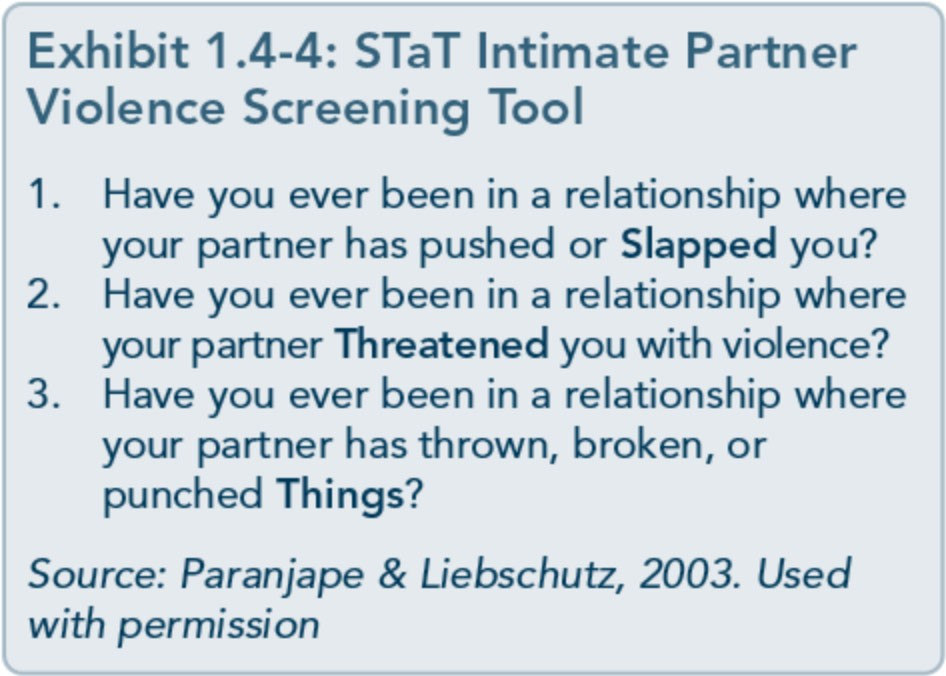 Exhibit 1.4-4: STaT Intimate Partner
Violence Screening Tool
1. Have you ever been in a relationship where
your partner has pushed or Slapped you?
2. Have you ever been in a relationship where
your partner Threatened you with violence?
3. Have you ever been in a relationship where
your partner has thrown, broken, or
punched Things?
Source: Paranjape & Liebschutz, 2003. Used
with permission